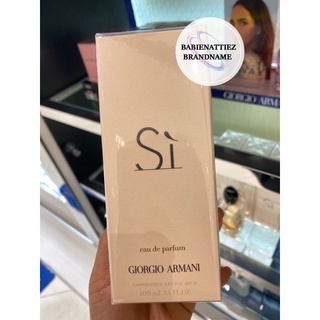 BABIENATTIEZ
BRANDNAME
GIORGIO ARMANI
Sì
eau de parfum
GIORGIO ARMANI
100 ml 3.4 FL.OZ.